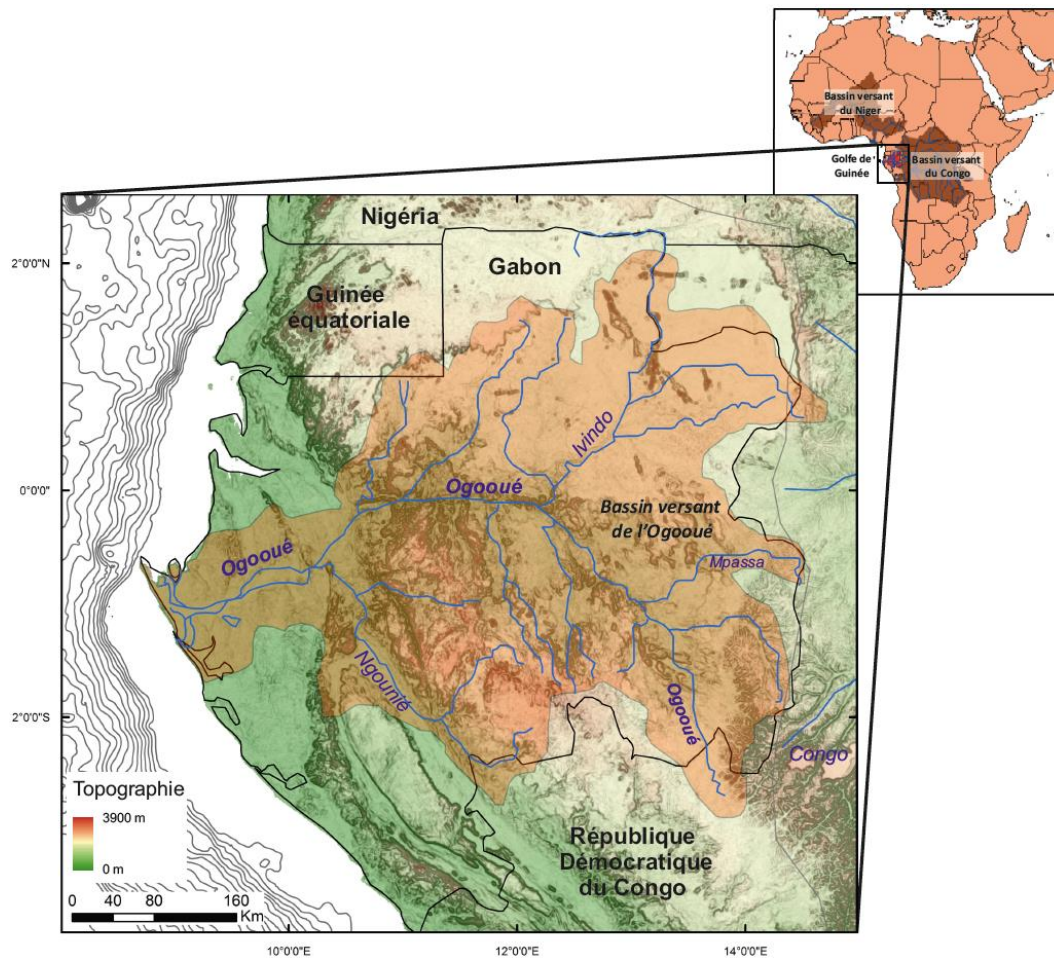 Bassin versant
du Niger
Golfe de
Guinée
Bassin versant
du Congo
Nigéria
2°0'0"N
Gabon
Guinée
équatoriale
Ivindo
0°0'0"
Ogooué
Bassin versant
de l'Ogooué
Ogooué
Mpassa
Ngounié
Ogooué
2°0'0"S
Congo
Topographie
3900 m
0 m
République
Démocratique
du Congo
0 40 80 160
Km
10°0'0"E
12°0'0"E
14°0'0"E